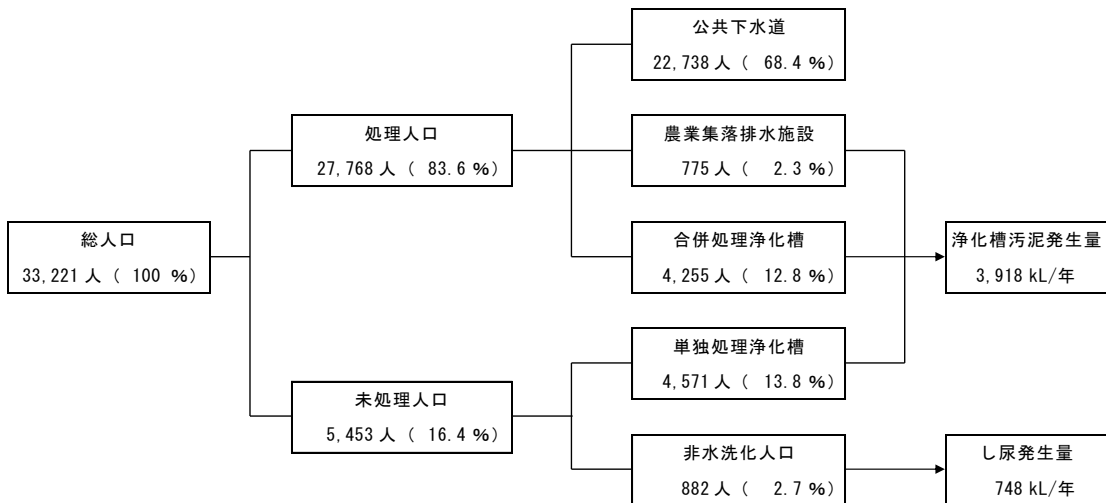 公共下水道
22,738 人 ( 68.4 %)
処理人口
27,768 人 ( 83.6 %)
農業集落排水施設
775 人 ( 2.3 %)
総人口
33,221 人 ( 100 %)
合併処理浄化槽
4,255 人 ( 12.8 %)
浄化槽汚泥発生量
3,918 kL/年
単独処理浄化槽
4,571 人 ( 13.8 %)
未処理人口
5,453 人 ( 16.4 %)
非水洗化人口
882 人 ( 2.7 %)
し尿発生量
748 kL/年